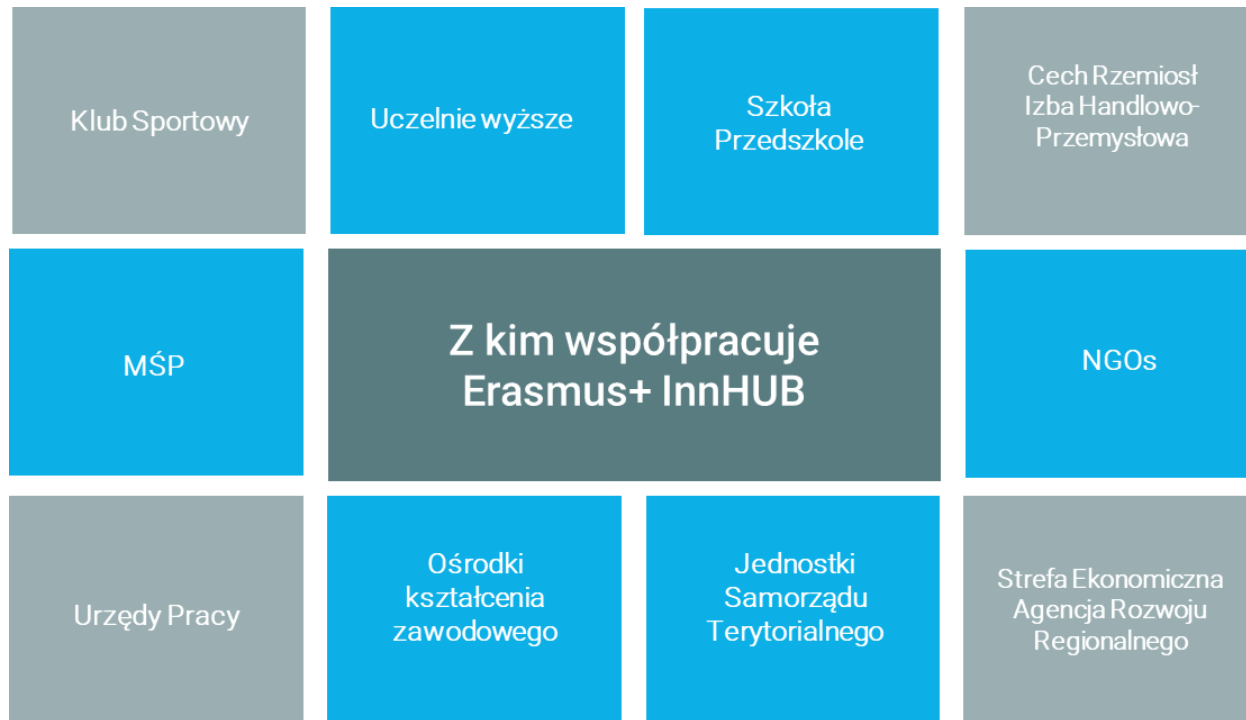 Klub Sportowy
Uczelnie wyższe
Szkoła
Przedszkole
Cech Rzemiosł
Izba Handlowo-
Przemysłowa
MŚP
Z kim współpracuje
Erasmus+ InnHUB
NGOs
Urzędy Pracy
Ośrodki
kształcenia
zawodowego
Jednostki
Samorządu
Terytorialnego
Strefa Ekonomiczna
Agencja Rozwoju
Regionalnego